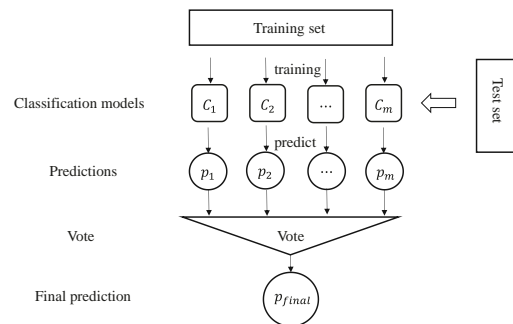 Training set
training
Classification models C₁ C₂ ... Cₘ
Test set
predict
Predictions p₁ p₂ ... pₘ
Vote Vote
Final prediction p_final